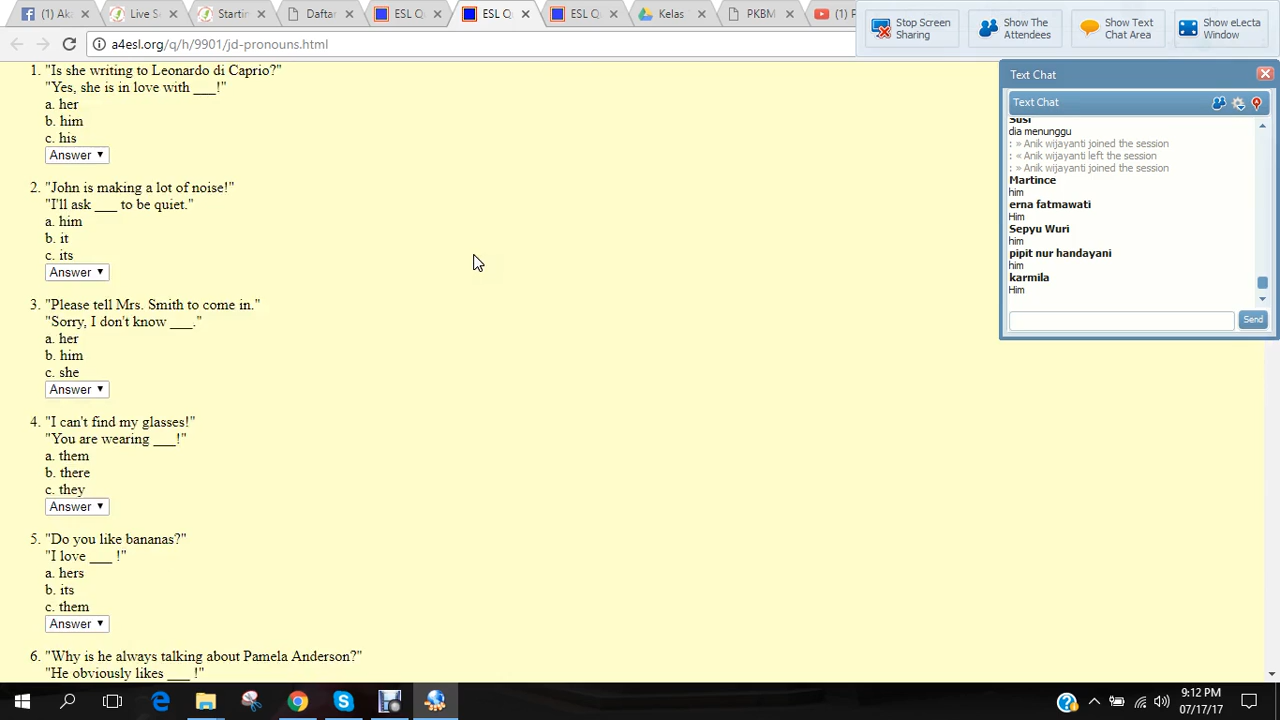 (1) Aka
Live S
Startin
Daftar
ESL Q
ESL Q
ESL Q
Kelas
PKBM
(1) P
Stop Screen
Sharing
Show The
Attendees
Show Text
Chat Area
Show eLecta
Window
a4esl.org/q/h/9901/jd-pronouns.html
1. "Is she writing to Leonardo di Caprio?"
"Yes, she is in love with ___!"
a. her
b. him
c. his
Answer
2. "John is making a lot of noise!"
"I'll ask ___ to be quiet."
a. him
b. it
c. its
Answer
3. "Please tell Mrs. Smith to come in."
"Sorry, I don't know ___."
a. her
b. him
c. she
Answer
4. "I can't find my glasses!"
"You are wearing ___!"
a. them
b. there
c. they
Answer
5. "Do you like bananas?"
"I love ___ !"
a. hers
b. its
c. them
Answer
6. "Why is he always talking about Pamela Anderson?"
"He obviously likes ___ !"
Text Chat
Text Chat
Susi
dia menunggu
: » Anik wijayanti joined the session
: « Anik wijayanti left the session
: » Anik wijayanti joined the session
Martince
him
erna fatmawati
Him
Sepyu Wuri
him
pipit nur handayani
him
karmila
Him
Send
9:12 PM
07/17/17